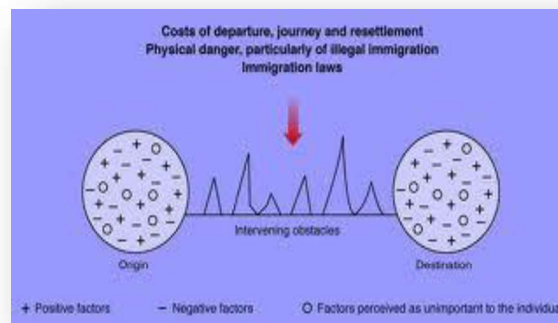 Costs of departure, journey and resettlement
Physical danger, particularly of illegal immigration
Immigration laws
Intervening obstacles
Origin
Destination
+ Positive factors − Negative factors O Factors perceived as unimportant to the